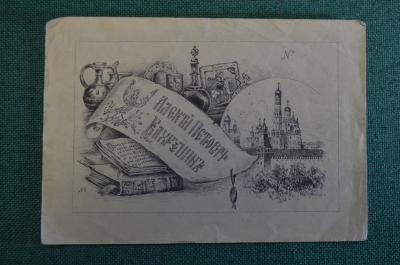 №
Алексѣй Петровичъ
Бахрушинъ